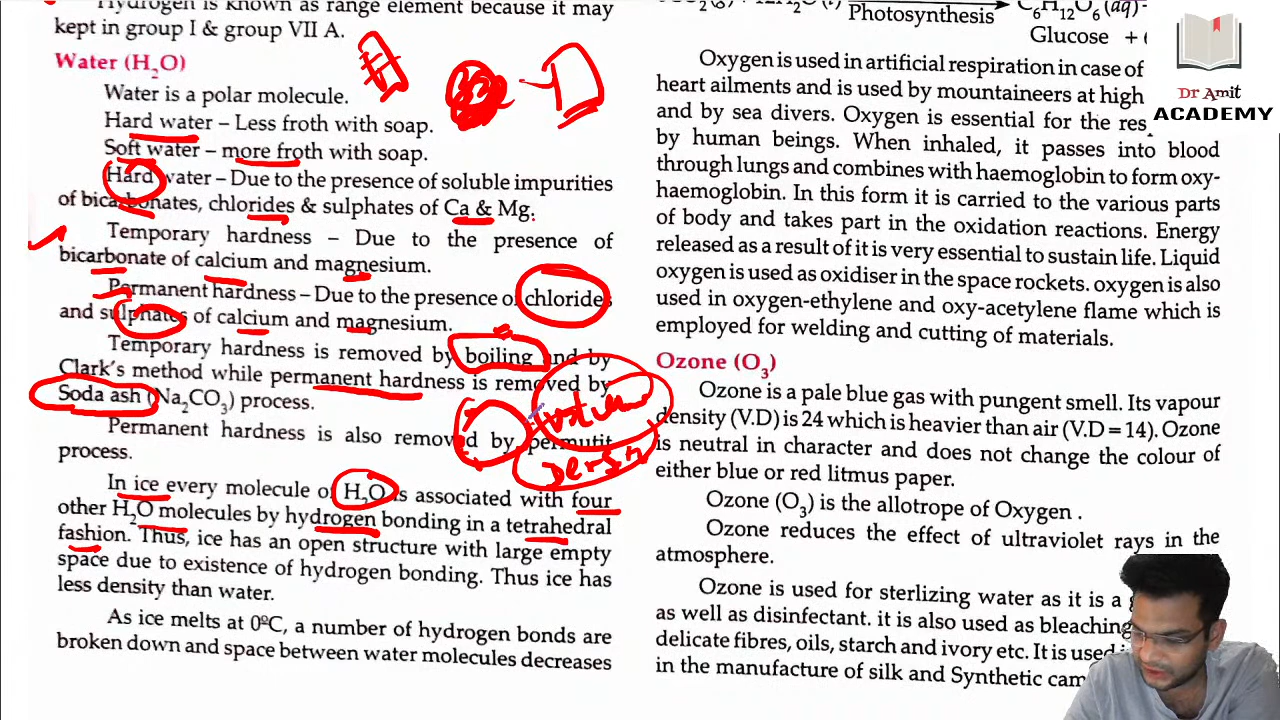 Hydrogen is known as range element because it may
kept in group I & group VII A.
Water (H₂O)
Water is a polar molecule.
Hard water – Less froth with soap.
Soft water – more froth with soap.
Hard water – Due to the presence of soluble impurities
of bicarbonates, chlorides & sulphates of Ca & Mg.
Temporary hardness – Due to the presence of
bicarbonate of calcium and magnesium.
Permanent hardness – Due to the presence of chlorides
and sulphates of calcium and magnesium.
Temporary hardness is removed by boiling and by
Clark's method while permanent hardness is removed by
Soda ash (Na₂CO₃) process.
Permanent hardness is also removed by permutit
process.
In ice every molecule of H₂O is associated with four
other H₂O molecules by hydrogen bonding in a tetrahedral
fashion. Thus, ice has an open structure with large empty
space due to existence of hydrogen bonding. Thus ice has
less density than water.
As ice melts at 0ºC, a number of hydrogen bonds are
broken down and space between water molecules decreases
Photosynthesis
C₆H₁₂O₆(aq)
Glucose + 
Oxygen is used in artificial respiration in case of
heart ailments and is used by mountaineers at high
and by sea divers. Oxygen is essential for the
by human beings. When inhaled, it passes into blood
through lungs and combines with haemoglobin to form oxy-
haemoglobin. In this form it is carried to the various parts
of body and takes part in the oxidation reactions. Energy
released as a result of it is very essential to sustain life. Liquid
oxygen is used as oxidiser in the space rockets. oxygen is also
used in oxygen-ethylene and oxy-acetylene flame which is
employed for welding and cutting of materials.
Ozone (O₃)
Ozone is a pale blue gas with pungent smell. Its vapour
density (V.D) is 24 which is heavier than air (V.D = 14). Ozone
is neutral in character and does not change the colour of
either blue or red litmus paper.
Ozone (O₃) is the allotrope of Oxygen .
Ozone reduces the effect of ultraviolet rays in the
atmosphere.
Ozone is used for sterlizing water as it is a
as well as disinfectant. it is also used as bleaching
delicate fibres, oils, starch and ivory etc. It is used
in the manufacture of silk and Synthetic
Dr Amit
ACADEMY